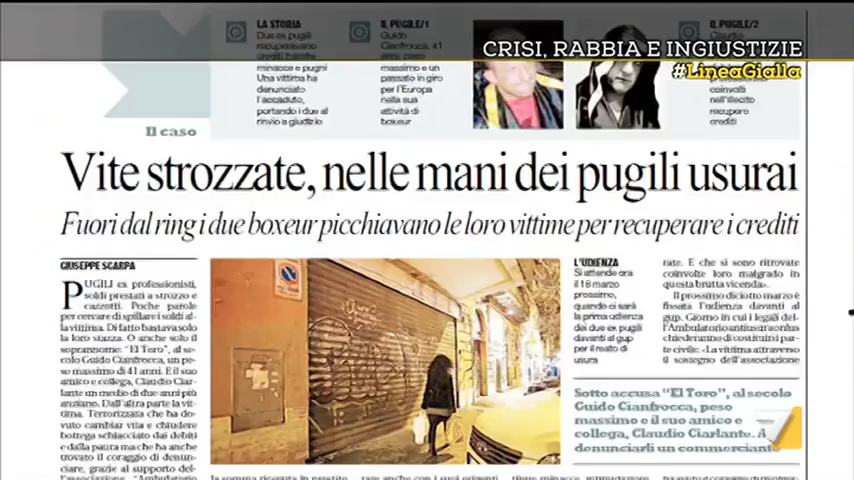 CRISI, RABBIA E INGIUSTIZIE
#LineaGialla
LA STORIA
Due ex pugili
recuperavano
crediti tramite
minacce e pugni
Una vittima ha
denunciato
l'accaduto,
portando i due al
rinvio a giudizio
IL PUGILE/1
Guido
Cianfrocca, 41
anni, peso
massimo e un
passato in giro
per l'Europa
nella sua
attività di
boxeur
IL PUGILE/2
coinvolti
nell'illecito
recupero
crediti
Il caso
Vite strozzate, nelle mani dei pugili usurai
Fuori dal ring i due boxeur picchiavano le loro vittime per recuperare i crediti
GIUSEPPE SCARPA
PUGILI ex professionisti,
soldi prestati a strozzo e
cazzotti. Poche parole
per cercare di spillare i soldi al-
la vittima. Di fatto bastava solo
la loro stazza. O anche solo il
soprannome: "El Toro", al se-
colo Guido Cianfrocca, un pe-
so massimo di 41 anni. E il suo
amico e collega, Claudio Ciar-
lante un medio di due anni più
anziano. Dall'altra parte la vit-
tima. Terrorizzata che ha do-
vuto cambiar vita e chiudere
bottega schiacciato dai debiti
e dalla paura ma che ha anche
trovato il coraggio di denun-
ciare, grazie al supporto del-
l'associazione "Ambulatorio
L'UDIENZA
Si attende ora
il 18 marzo
prossimo,
quando ci sarà
la prima udienza
dei due ex pugili
davanti al gup
per il reato di
usura
rate. E che si sono ritrovate
coinvolte loro malgrado in
questa brutta vicenda».
Il prossimo diciotto marzo è
fissata l'udienza davanti al
gup. Giorno in cui i legali del-
l'Ambulatorio antiusura onlus
chiederanno di costituirsi par-
te civile: «La vittima attraverso
il sostegno dell'associazione
Sotto accusa "El Toro", al secolo
Guido Cianfrocca, peso
massimo e il suo amico e
collega, Claudio Ciarlante. A
denunciarli un commerciante